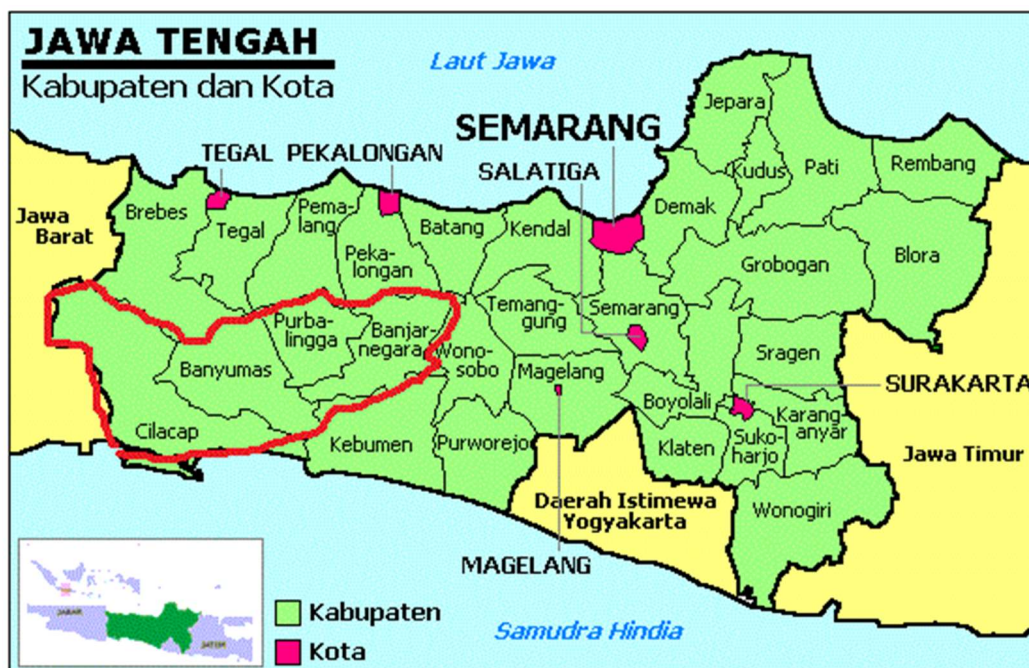 JAWA TENGAH
Kabupaten dan Kota
Laut Jawa
SEMARANG
TEGAL PEKALONGAN
SALATIGA
Jepara
Kudus
Pati
Rembang
Jawa
Barat
Brebes
Tegal
Pema-
lang
Peka-
longan
Batang
Kendal
Demak
Grobogan
Blora
Purba-
lingga
Banjar-
negara
Wono-
sobo
Temang-
gung
Semarang
Banyumas
Magelang
Sragen
SURAKARTA
Boyolali
Cilacap
Kebumen
Purworejo
Klaten
Suko-
harjo
Karang-
anyar
Jawa Timur
Daerah Istimewa
Yogyakarta
Wonogiri
MAGELANG
Samudra Hindia
JABAR
JATIM
Kabupaten
Kota